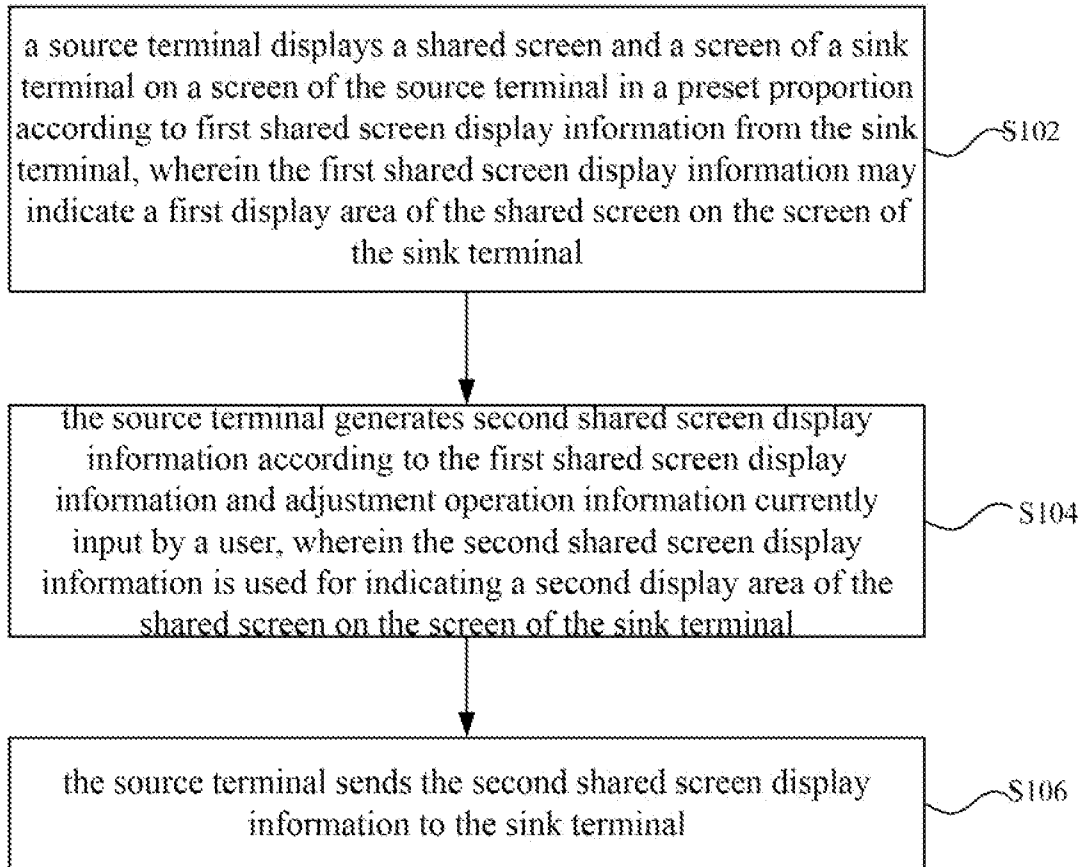 a source terminal displays a shared screen and a screen of a sink
terminal on a screen of the source terminal in a preset proportion
according to first shared screen display information from the sink
terminal, wherein the first shared screen display information may
indicate a first display area of the shared screen on the screen of
the sink terminal
S102
the source terminal generates second shared screen display
information according to the first shared screen display
information and adjustment operation information currently
input by a user, wherein the second shared screen display
information is used for indicating a second display area of the
shared screen on the screen of the sink terminal
S104
the source terminal sends the second shared screen display
information to the sink terminal
S106